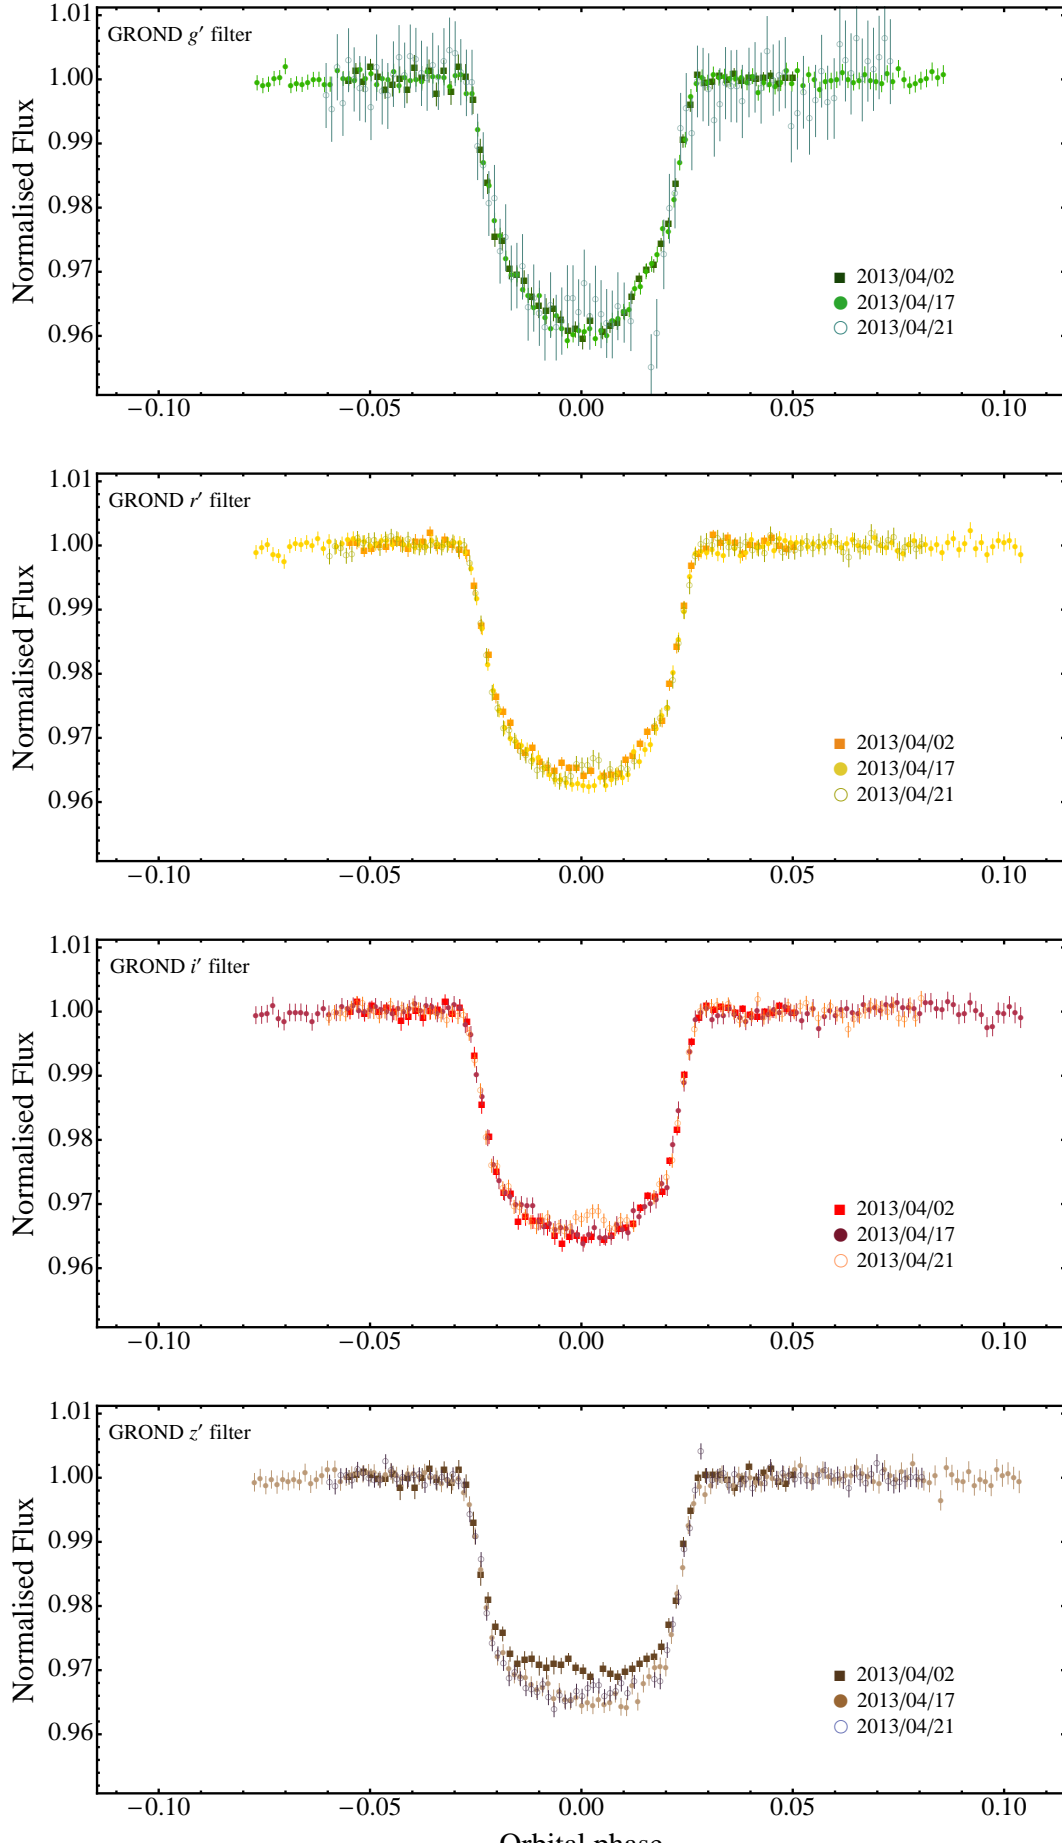 1.01
GROND g′ filter
1.00
0.99
0.98
0.97
0.96
Normalised Flux
2013/04/02
2013/04/17
2013/04/21
−0.10 −0.05 0.00 0.05 0.10
1.01
GROND r′ filter
1.00
0.99
0.98
0.97
0.96
Normalised Flux
2013/04/02
2013/04/17
2013/04/21
−0.10 −0.05 0.00 0.05 0.10
1.01
GROND i′ filter
1.00
0.99
0.98
0.97
0.96
Normalised Flux
2013/04/02
2013/04/17
2013/04/21
−0.10 −0.05 0.00 0.05 0.10
1.01
GROND z′ filter
1.00
0.99
0.98
0.97
0.96
Normalised Flux
2013/04/02
2013/04/17
2013/04/21
−0.10 −0.05 0.00 0.05 0.10
Orbital phase